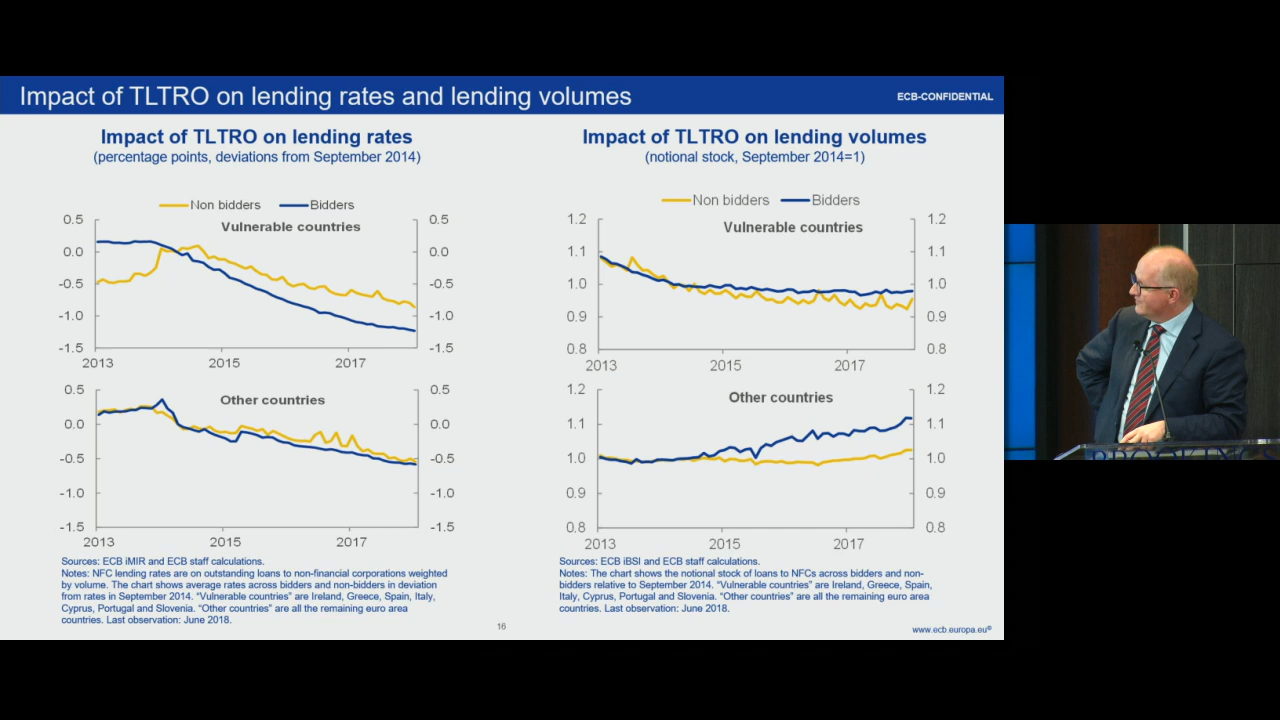 Impact of TLTRO on lending rates and lending volumes
ECB-CONFIDENTIAL
Impact of TLTRO on lending rates
(percentage points, deviations from September 2014)
Non bidders
Bidders
Vulnerable countries
0.5
0.0
-0.5
-1.0
-1.5
0.5
0.0
-0.5
-1.0
-1.5
2013
2015
2017
Other countries
0.5
0.0
-0.5
-1.0
-1.5
0.5
0.0
-0.5
-1.0
-1.5
2013
2015
2017
Sources: ECB iMIR and ECB staff calculations.
Notes: NFC lending rates are on outstanding loans to non-financial corporations weighted
by volume. The chart shows average rates across bidders and non-bidders in deviation
from rates in September 2014. “Vulnerable countries” are Ireland, Greece, Spain, Italy,
Cyprus, Portugal and Slovenia. “Other countries” are all the remaining euro area
countries. Last observation: June 2018.
Impact of TLTRO on lending volumes
(notional stock, September 2014=1)
Non bidders
Bidders
Vulnerable countries
1.2
1.1
1.0
0.9
0.8
1.2
1.1
1.0
0.9
0.8
2013
2015
2017
Other countries
1.2
1.1
1.0
0.9
0.8
1.2
1.1
1.0
0.9
0.8
2013
2015
2017
Sources: ECB iBSI and ECB staff calculations.
Notes: The chart shows the notional stock of loans to NFCs across bidders and non-
bidders relative to September 2014. “Vulnerable countries” are Ireland, Greece, Spain,
Italy, Cyprus, Portugal and Slovenia. “Other countries” are all the remaining euro area
countries. Last observation: June 2018.
16
www.ecb.europa.eu®